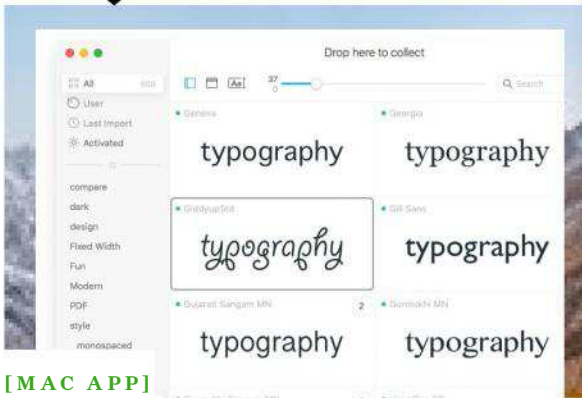 Drop here to collect
All
37
0
Search
User
Last Import
Activated
Geneva
Georgia
typography
typography
compare
dark
design
Fixed Width
Fun
Modern
PDF
style
monospaced
GiddyupStd
Gill Sans
typography
typography
Gujarati Sangam MN
2
Gurmukhi MN
typography
typography
[MAC APP]